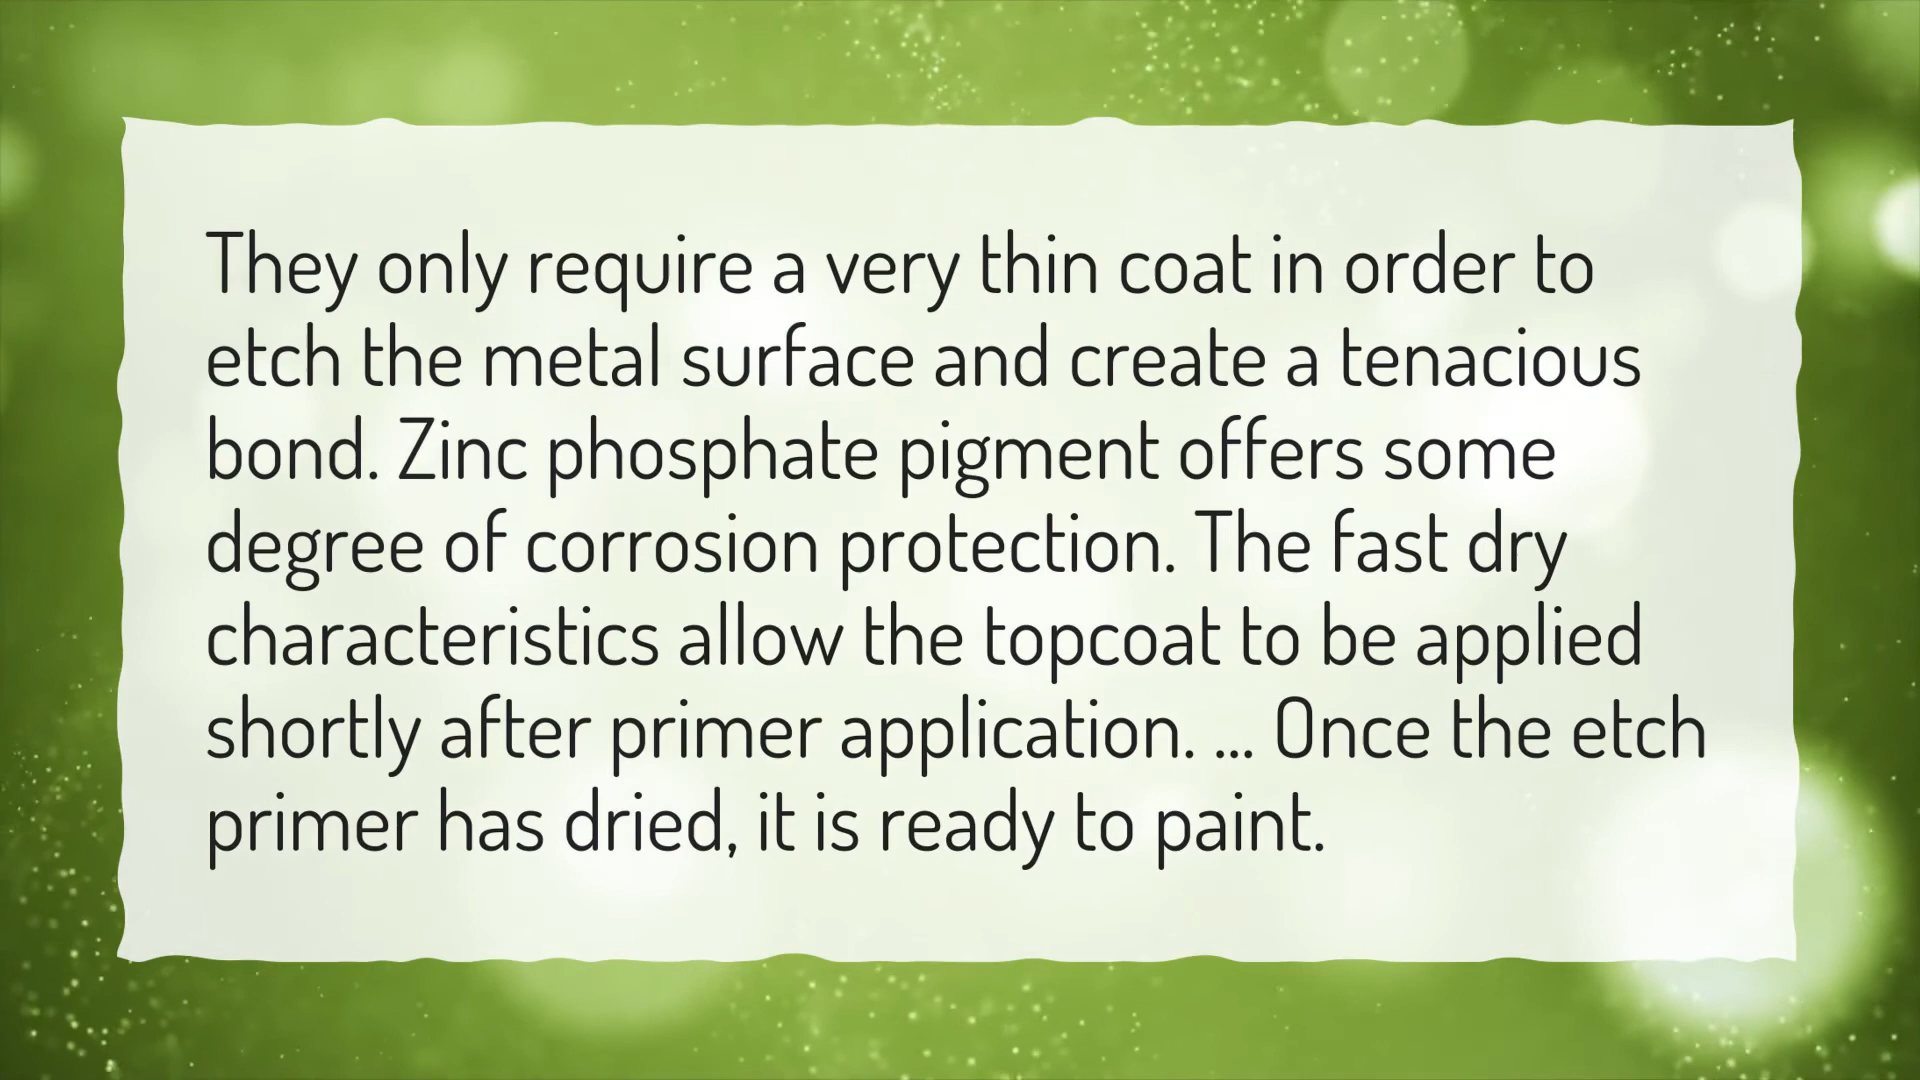 They only require a very thin coat in order to
etch the metal surface and create a tenacious
bond. Zinc phosphate pigment offers some
degree of corrosion protection. The fast dry
characteristics allow the topcoat to be applied
shortly after primer application. ... Once the etch
primer has dried, it is ready to paint.